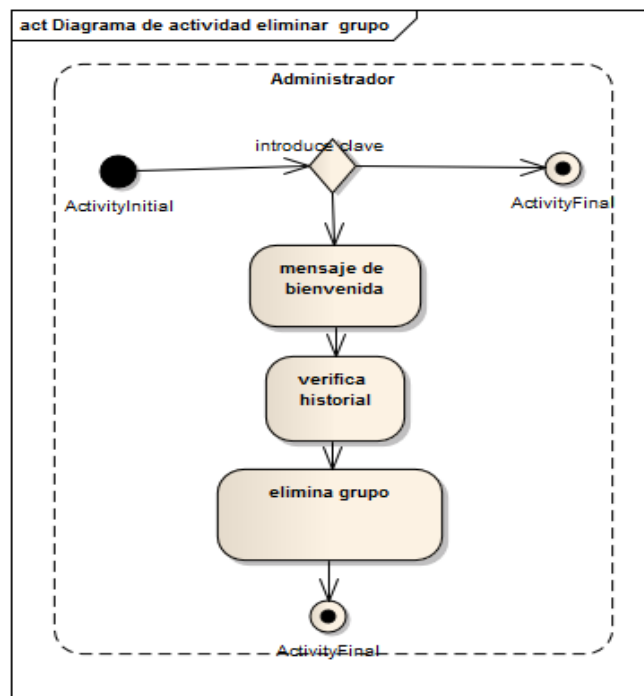 act Diagrama de actividad eliminar grupo
Administrador
introduce clave
ActivityInitial
ActivityFinal
mensaje de
bienvenida
verifica
historial
elimina grupo
ActivityFinal